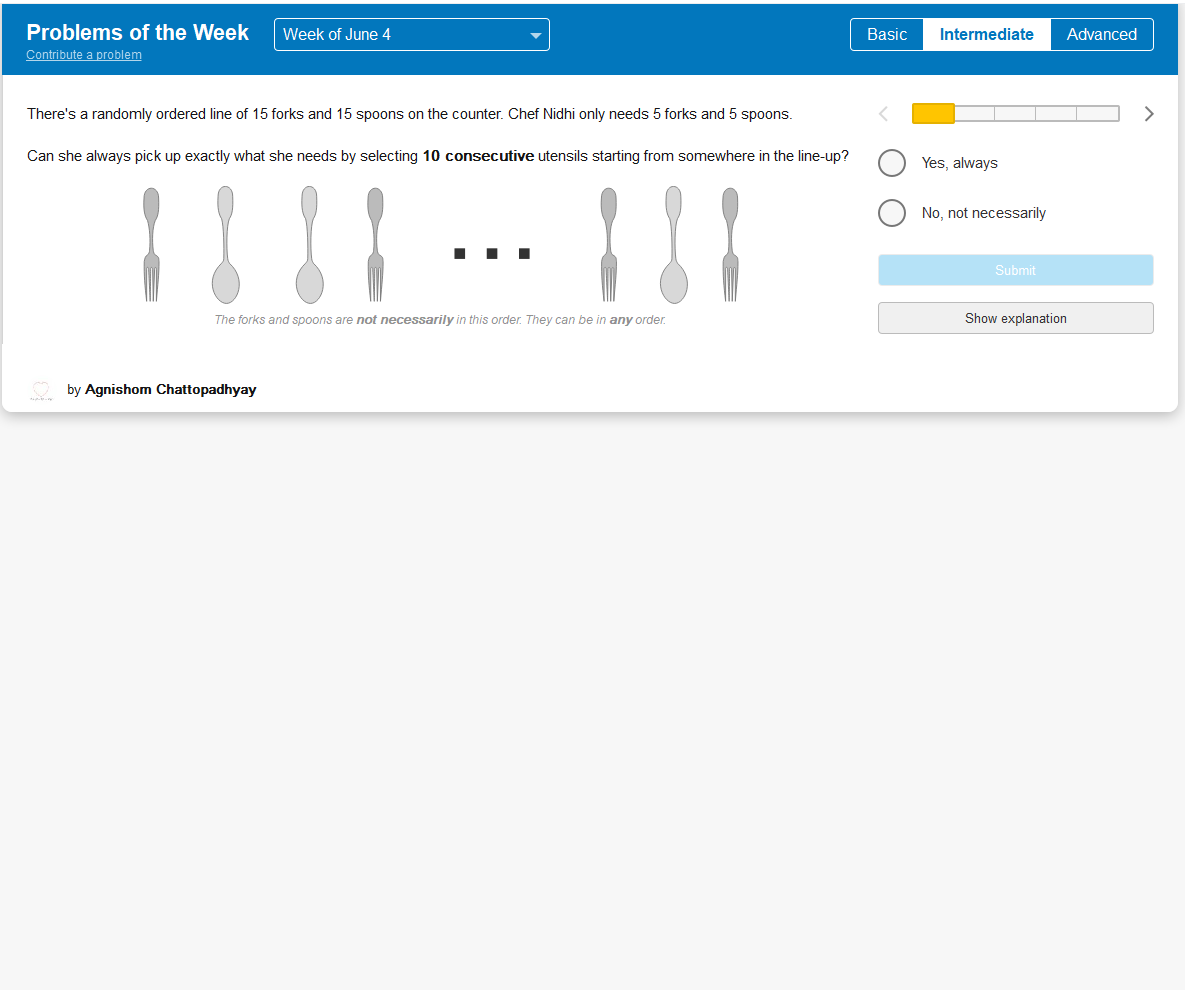 Problems of the Week
Contribute a problem
Week of June 4
Basic
Intermediate
Advanced
There's a randomly ordered line of 15 forks and 15 spoons on the counter. Chef Nidhi only needs 5 forks and 5 spoons.
Can she always pick up exactly what she needs by selecting 10 consecutive utensils starting from somewhere in the line-up?
The forks and spoons are not necessarily in this order. They can be in any order.
by Agnishom Chattopadhyay
Yes, always
No, not necessarily
Submit
Show explanation